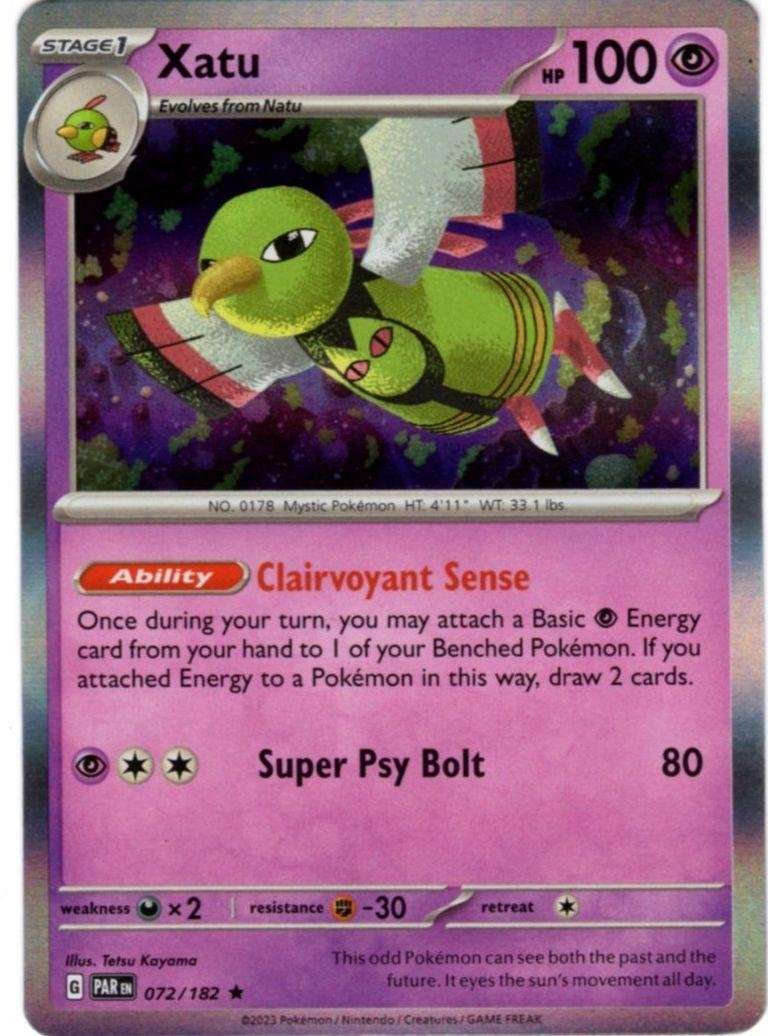 STAGE 1
Xatu
HP 100
Evolves from Natu
NO. 0178 Mystic Pokémon HT: 4'11" WT: 33.1 lbs.
Ability Clairvoyant Sense
Once during your turn, you may attach a Basic Energy
card from your hand to 1 of your Benched Pokémon. If you
attached Energy to a Pokémon in this way, draw 2 cards.
Super Psy Bolt 80
weakness ×2 resistance -30 retreat
Illus. Tetsu Kayama
This odd Pokémon can see both the past and the
future. It eyes the sun's movement all day.
G PAR EN 072/182 ★
©2023 Pokémon / Nintendo / Creatures / GAME FREAK